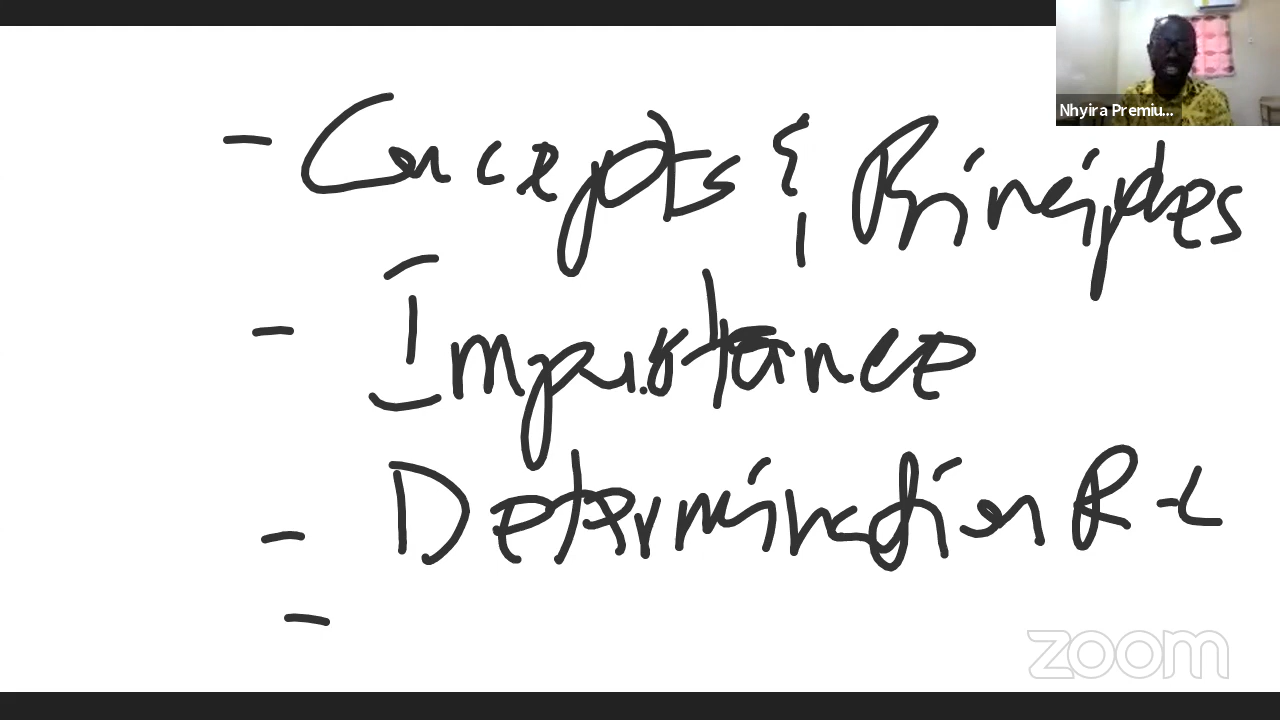 Nhyira Premiu...
- Concepts & Principles
- Importance
- Determination R-L
-
zoom